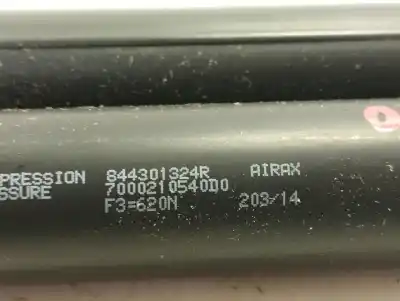 PRESSION 844301324R AIRAX
SSURE 7000210540D0
F3=620N 203/14